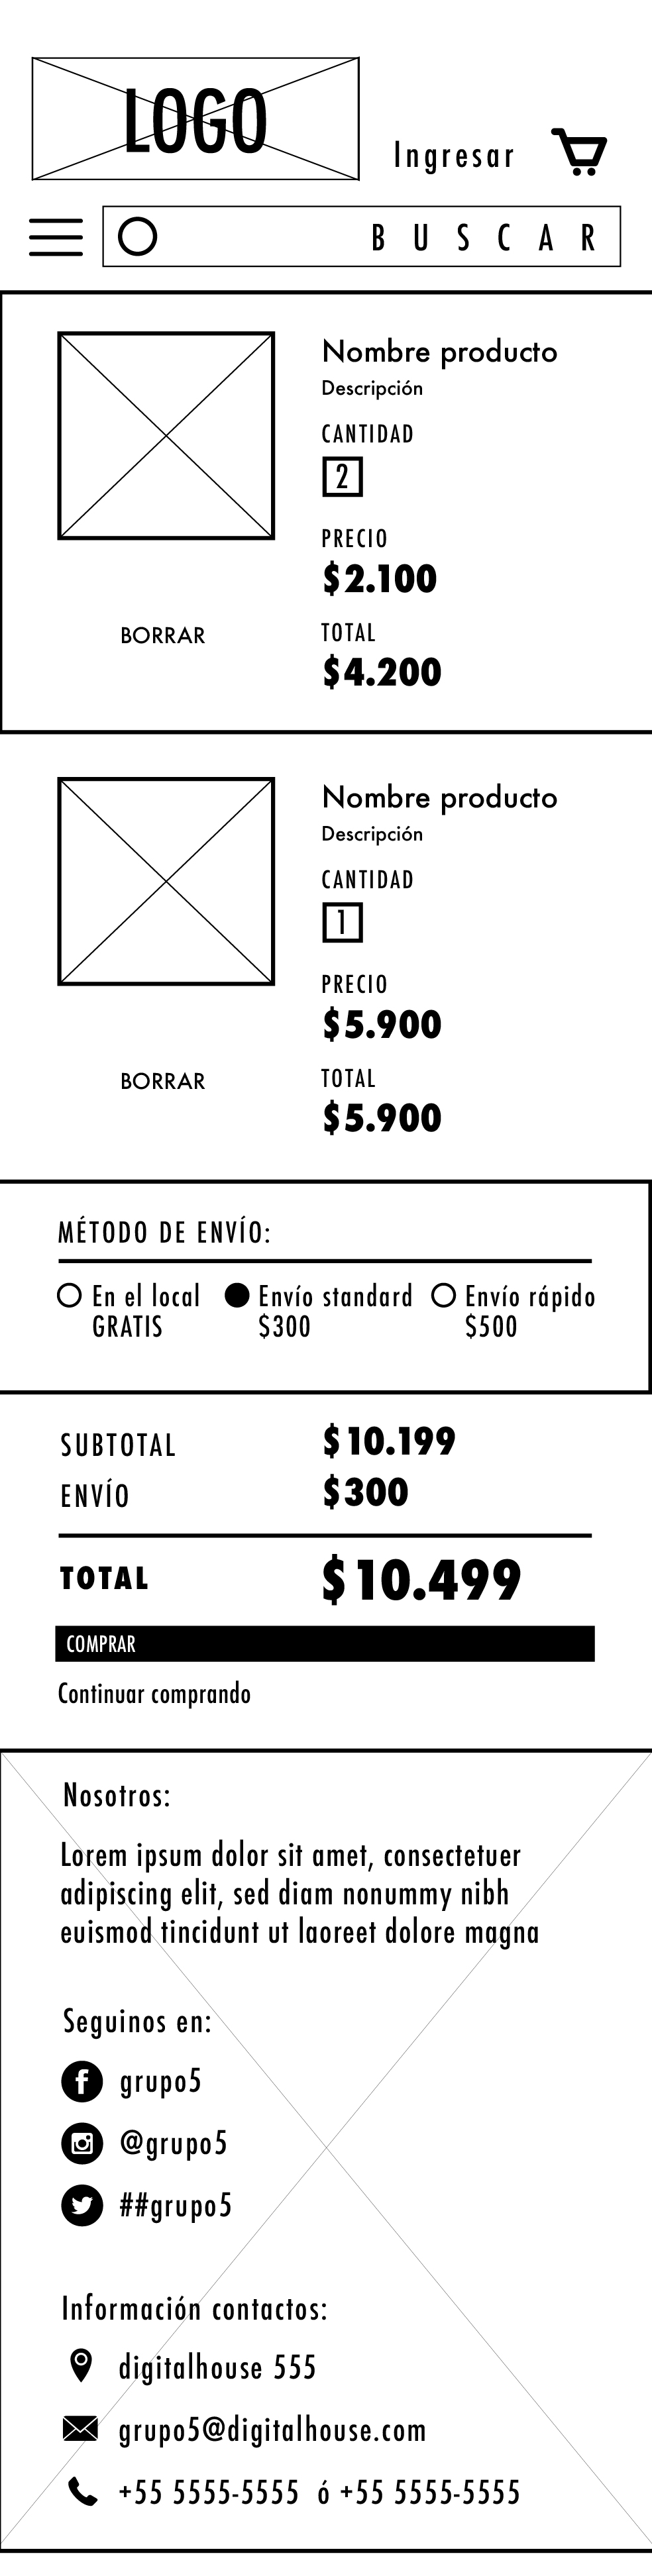 LOGO
Ingresar
BUSCAR
Nombre producto
Descripción
CANTIDAD
2
PRECIO
$2.100
BORRAR
TOTAL
$4.200
Nombre producto
Descripción
CANTIDAD
1
PRECIO
$5.900
BORRAR
TOTAL
$5.900
MÉTODO DE ENVÍO:
En el local Envío standard Envío rápido
GRATIS $300 $500
SUBTOTAL $10.199
ENVÍO $300
TOTAL $10.499
COMPRAR
Continuar comprando
Nosotros:
Lorem ipsum dolor sit amet, consectetuer
adipiscing elit, sed diam nonummy nibh
euismod tincidunt ut laoreet dolore magna
Seguinos en:
grupo5
@grupo5
##grupo5
Información contactos:
digitalhouse 555
grupo5@digitalhouse.com
+55 5555-5555 ó +55 5555-5555